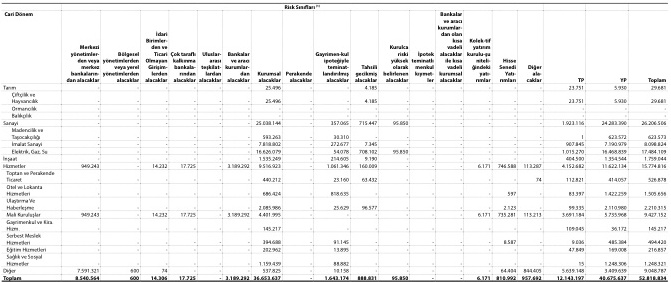 Risk Sınıfları (*)
Cari Dönem
Merkezi yönetimlerden veya merkez bankalarından alacaklar
Bölgesel yönetimlerden veya yerel yönetimlerden alacaklar
İdari Birimlerden ve Ticari Olmayan Girişimlerden alacaklar
Çok taraflı kalkınma bankalarından alacaklar
Uluslararası teşkilatlardan alacaklar
Bankalar ve aracı kurumlardan alacaklar
Kurumsal alacaklar
Perakende alacaklar
Gayrimen-kul ipoteğiyle teminatlandırılmış alacaklar
Tahsili gecikmiş alacaklar
Kurulca riski yüksek olarak belirlenen alacaklar
İpotek teminatlı menkul kıymetler
Bankalar ve aracı kurumlardan olan kısa vadeli alacaklar ile kısa vadeli kurumsal alacaklar
Kolek-tif yatırım kurulu-şu niteliğindeki yatırımlar
Hisse Senedi Yatırımları
Diğer alacaklar
TP
YP
Toplam
Tarım - - - - - - 25.496 - - 4.185 - - - - - - 23.751 5.930 29.681
Çiftçilik ve
Hayvancılık - - - - - - 25.496 - - 4.185 - - - - - - 23.751 5.930 29.681
Ormancılık - - - - - - - - - - - - - - - - - - -
Balıkçılık - - - - - - - - - - - - - - - - - - -
Sanayi - - - - - - 25.038.144 - 357.065 715.447 95.850 - - - - - 1.923.116 24.283.390 26.206.506
Madencilik ve
Taşocakçılığı - - - - - - 593.263 - 30.310 - - - - - - - 1 623.572 623.573
İmalat Sanayi - - - - - - 7.818.802 - 272.677 7.345 - - - - - - 907.845 7.190.979 8.098.824
Elektrik, Gaz, Su - - - - - - 16.626.079 - 54.078 708.102 95.850 - - - - - 1.015.270 16.468.839 17.484.109
İnşaat - - - - - - 1.535.249 - 214.605 9.190 - - - - - - 404.500 1.354.544 1.759.044
Hizmetler 949.243 - 14.232 17.725 - 3.189.292 9.516.923 - 1.061.346 160.009 - - - 6.171 746.588 113.287 4.152.682 11.622.134 15.774.816
Toptan ve Perakende
Ticaret - - - - - - 440.212 - 23.160 63.432 - - - - - 74 112.821 414.057 526.878
Otel ve Lokanta
Hizmetleri - - - - - - 686.424 - 818.635 - - - - - 597 - 83.397 1.422.259 1.505.656
Ulaştırma Ve
Haberleşme - - - - - - 2.085.986 - 25.629 96.577 - - - - 2.123 - 99.335 2.110.980 2.210.315
Mali Kuruluşlar 949.243 - 14.232 17.725 - 3.189.292 4.401.995 - - - - - - 6.171 735.281 113.213 3.691.184 5.735.968 9.427.152
Gayrimenkul ve Kira
Hizm. - - - - - - 145.217 - - - - - - - - - 109.045 36.172 145.217
Serbest Meslek
Hizmetleri - - - - - - 394.688 - 91.145 - - - - - 8.587 - 9.036 485.384 494.420
Eğitim Hizmetleri - - - - - - 202.962 - 13.895 - - - - - - - 47.849 169.008 216.857
Sağlık ve Sosyal
Hizmetler - - - - - - 1.159.439 - 88.882 - - - - - - - 15 1.248.306 1.248.321
Diğer 7.591.321 600 74 - - - 537.825 - 10.158 - - - - - 64.404 844.405 5.639.148 3.409.639 9.048.787
Toplam 8.540.564 600 14.306 17.725 - 3.189.292 36.653.637 - 1.643.174 888.831 95.850 - - 6.171 810.992 957.692 12.143.197 40.675.637 52.818.834